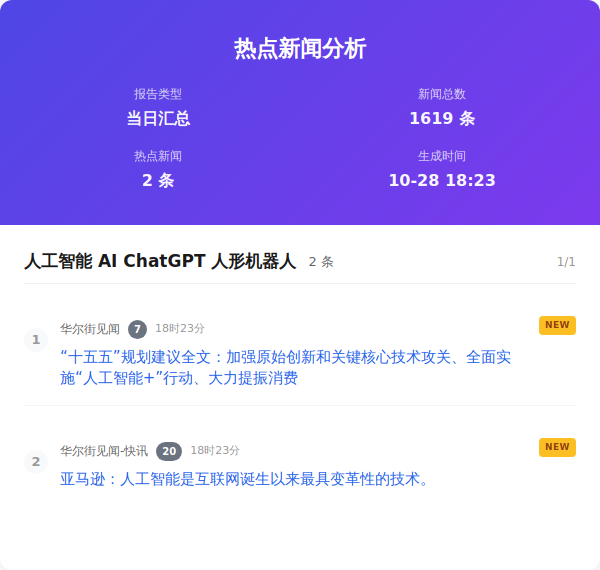 热点新闻分析
报告类型
新闻总数
当日汇总
1619 条
热点新闻
生成时间
2 条
10-28 18:23
人工智能 AI ChatGPT 人形机器人 2 条 1/1
1 华尔街见闻 7 18时23分 NEW
“十五五”规划建议全文：加强原始创新和关键核心技术攻关、全面实
施“人工智能+”行动、大力提振消费
2 华尔街见闻-快讯 20 18时23分 NEW
亚马逊：人工智能是互联网诞生以来最具变革性的技术。